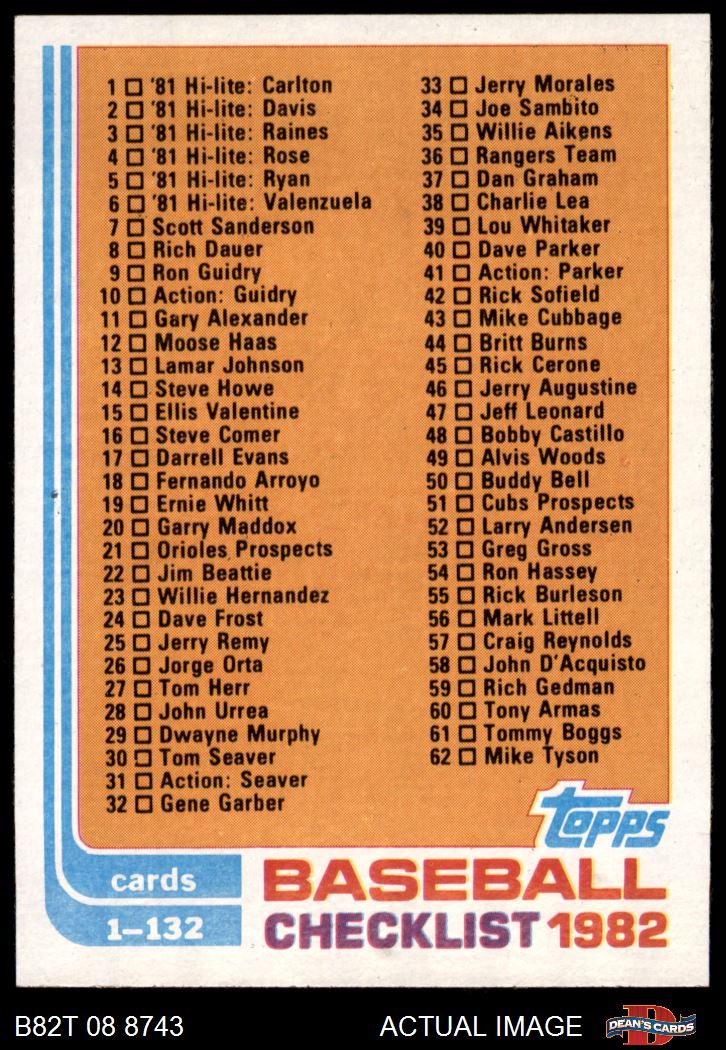 1 '81 Hi-lite: Carlton
2 '81 Hi-lite: Davis
3 '81 Hi-lite: Raines
4 '81 Hi-lite: Rose
5 '81 Hi-lite: Ryan
6 '81 Hi-lite: Valenzuela
7 Scott Sanderson
8 Rich Dauer
9 Ron Guidry
10 Action: Guidry
11 Gary Alexander
12 Moose Haas
13 Lamar Johnson
14 Steve Howe
15 Ellis Valentine
16 Steve Comer
17 Darrell Evans
18 Fernando Arroyo
19 Ernie Whitt
20 Garry Maddox
21 Orioles Prospects
22 Jim Beattie
23 Willie Hernandez
24 Dave Frost
25 Jerry Remy
26 Jorge Orta
27 Tom Herr
28 John Urrea
29 Dwayne Murphy
30 Tom Seaver
31 Action: Seaver
32 Gene Garber
33 Jerry Morales
34 Joe Sambito
35 Willie Aikens
36 Rangers Team
37 Dan Graham
38 Charlie Lea
39 Lou Whitaker
40 Dave Parker
41 Action: Parker
42 Rick Sofield
43 Mike Cubbage
44 Britt Burns
45 Rick Cerone
46 Jerry Augustine
47 Jeff Leonard
48 Bobby Castillo
49 Alvis Woods
50 Buddy Bell
51 Cubs Prospects
52 Larry Andersen
53 Greg Gross
54 Ron Hassey
55 Rick Burleson
56 Mark Littell
57 Craig Reynolds
58 John D'Acquisto
59 Rich Gedman
60 Tony Armas
61 Tommy Boggs
62 Mike Tyson
topps
cards
1–132
BASEBALL
CHECKLIST 1982
B82T 08 8743
ACTUAL IMAGE
D
DEAN'S CARDS